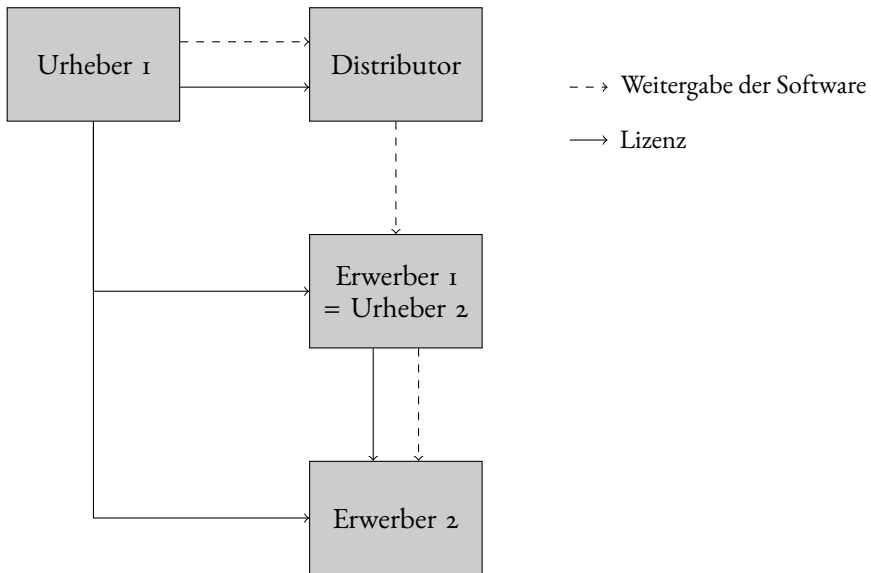 Urheber 1
Distributor
Weitergabe der Software
Lizenz
Erwerber 1
= Urheber 2
Erwerber 2